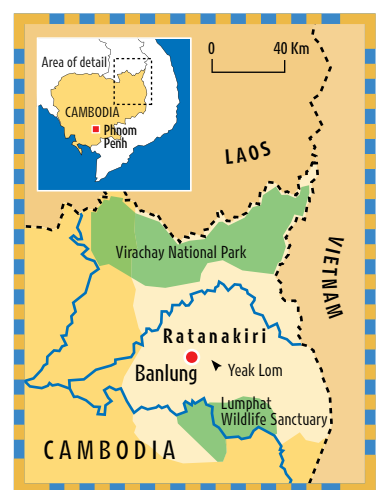 0 40 Km
Area of detail
CAMBODIA
Phnom
Penh
LAOS
VIETNAM
Virachay National Park
Ratanakiri
Banlung
Yeak Lom
Lumphat
Wildlife Sanctuary
CAMBODIA